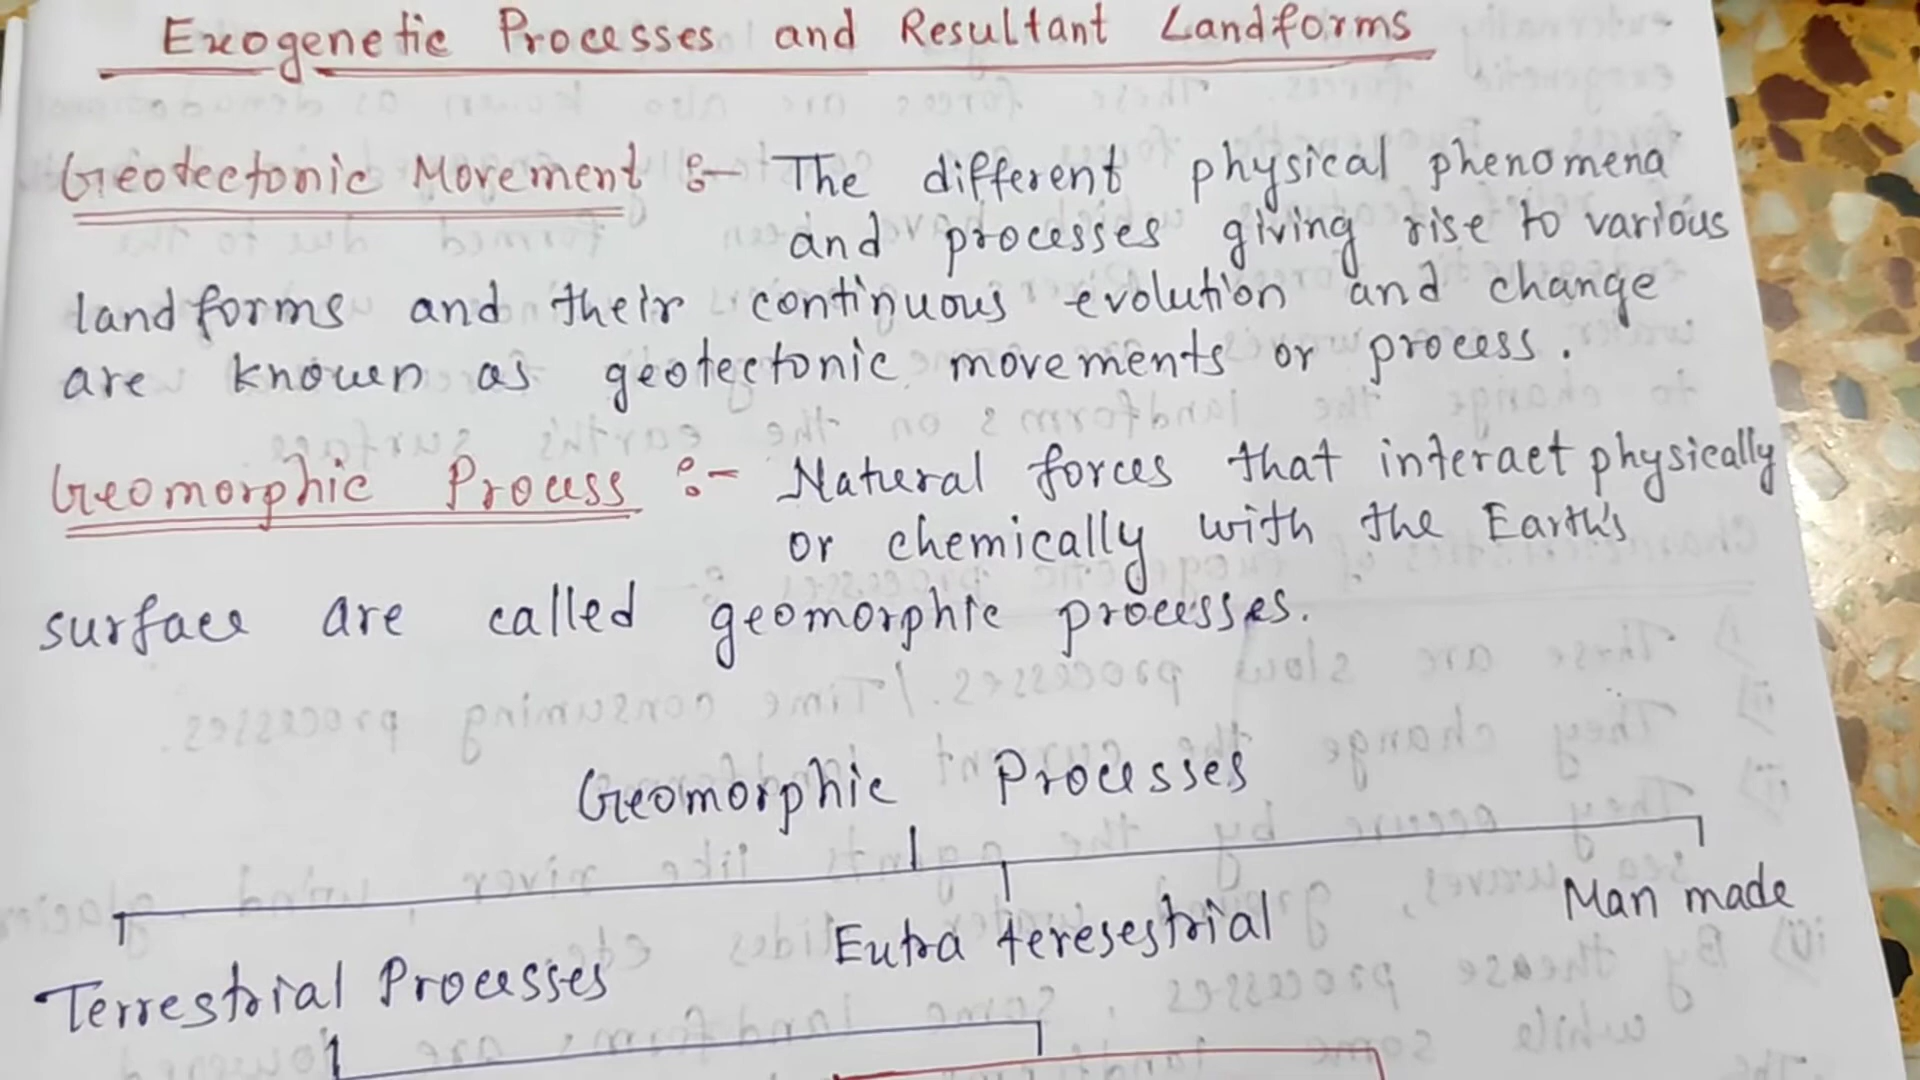 Exogenetic Processes and Resultant Landforms
Geotectonic Movement :- The different physical phenomena
and processes giving rise to various
landforms and their continuous evolution and change
are known as geotectonic movements or process.
Geomorphic Process :- Natural forces that interact physically
or chemically with the Earth's
surface are called geomorphic processes.
Geomorphic Processes
Terrestrial Processes Extra teresestrial Man made